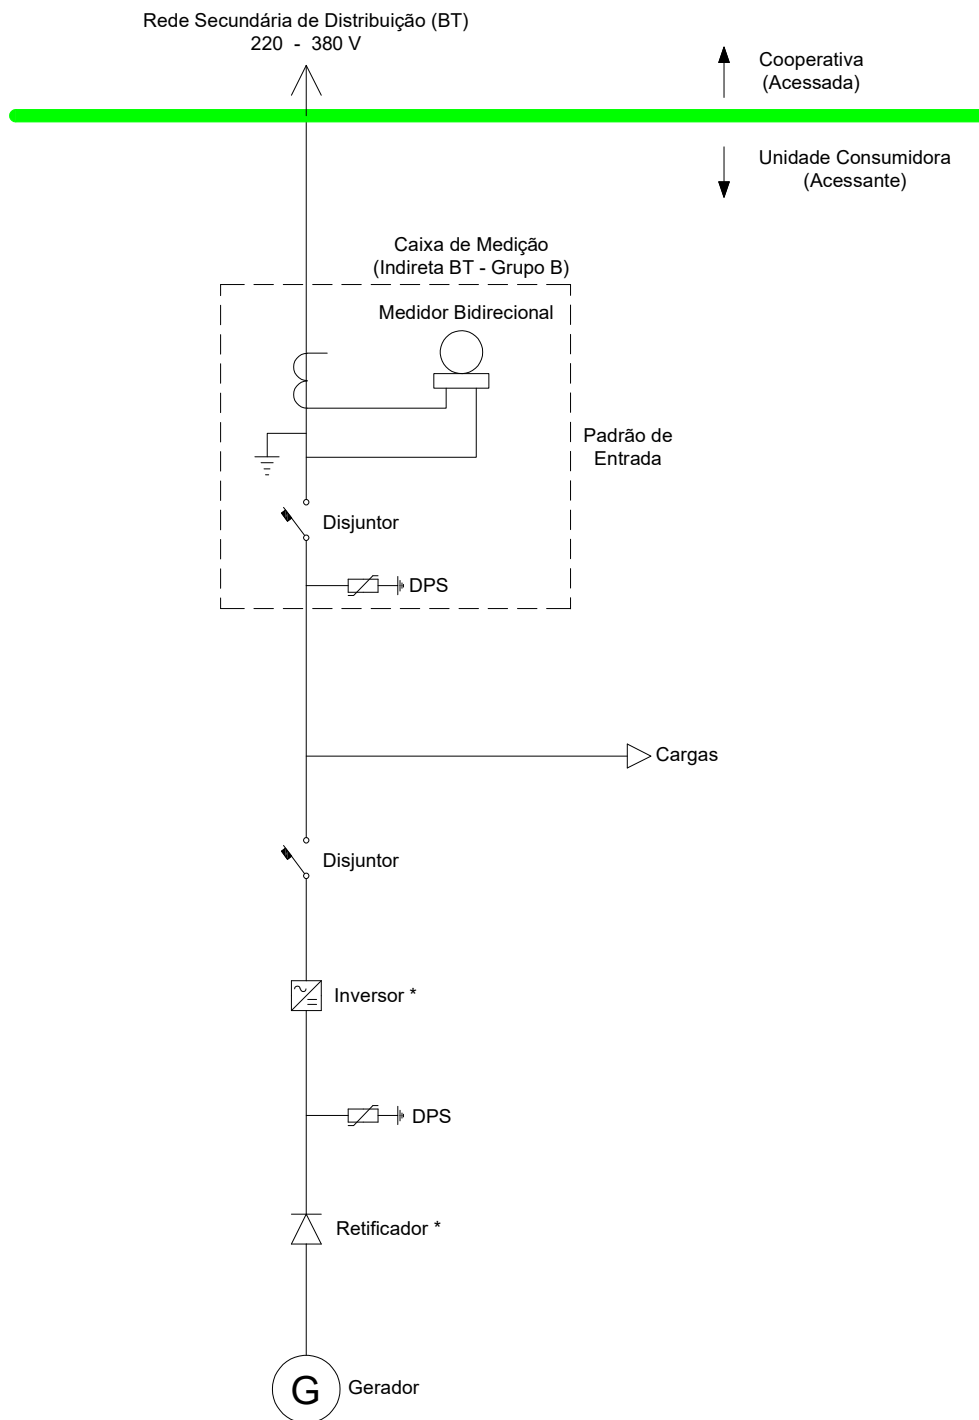 Rede Secundária de Distribuição (BT)
220 - 380 V
Cooperativa
(Acessada)
Unidade Consumidora
(Acessante)
Caixa de Medição
(Indireta BT - Grupo B)
Medidor Bidirecional
Padrão de
Entrada
Disjuntor
DPS
Cargas
Disjuntor
Inversor *
DPS
Retificador *
G
Gerador